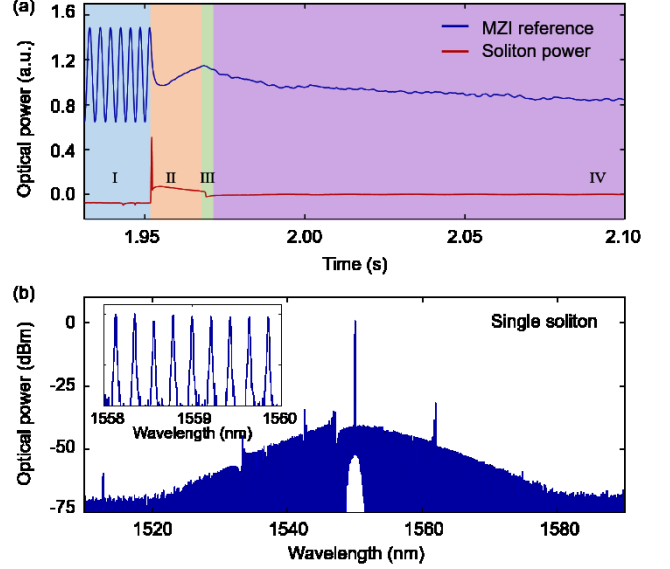 (a)
1.6
1.2
0.8
0.4
0.0
Optical power (a.u.)
MZI reference
Soliton power
I
II
III
IV
1.95
2.00
2.05
2.10
Time (s)
(b)
0
-25
-50
-75
Optical power (dBm)
Single soliton
1558
1559
1560
Wavelength (nm)
1520
1540
1560
1580
Wavelength (nm)